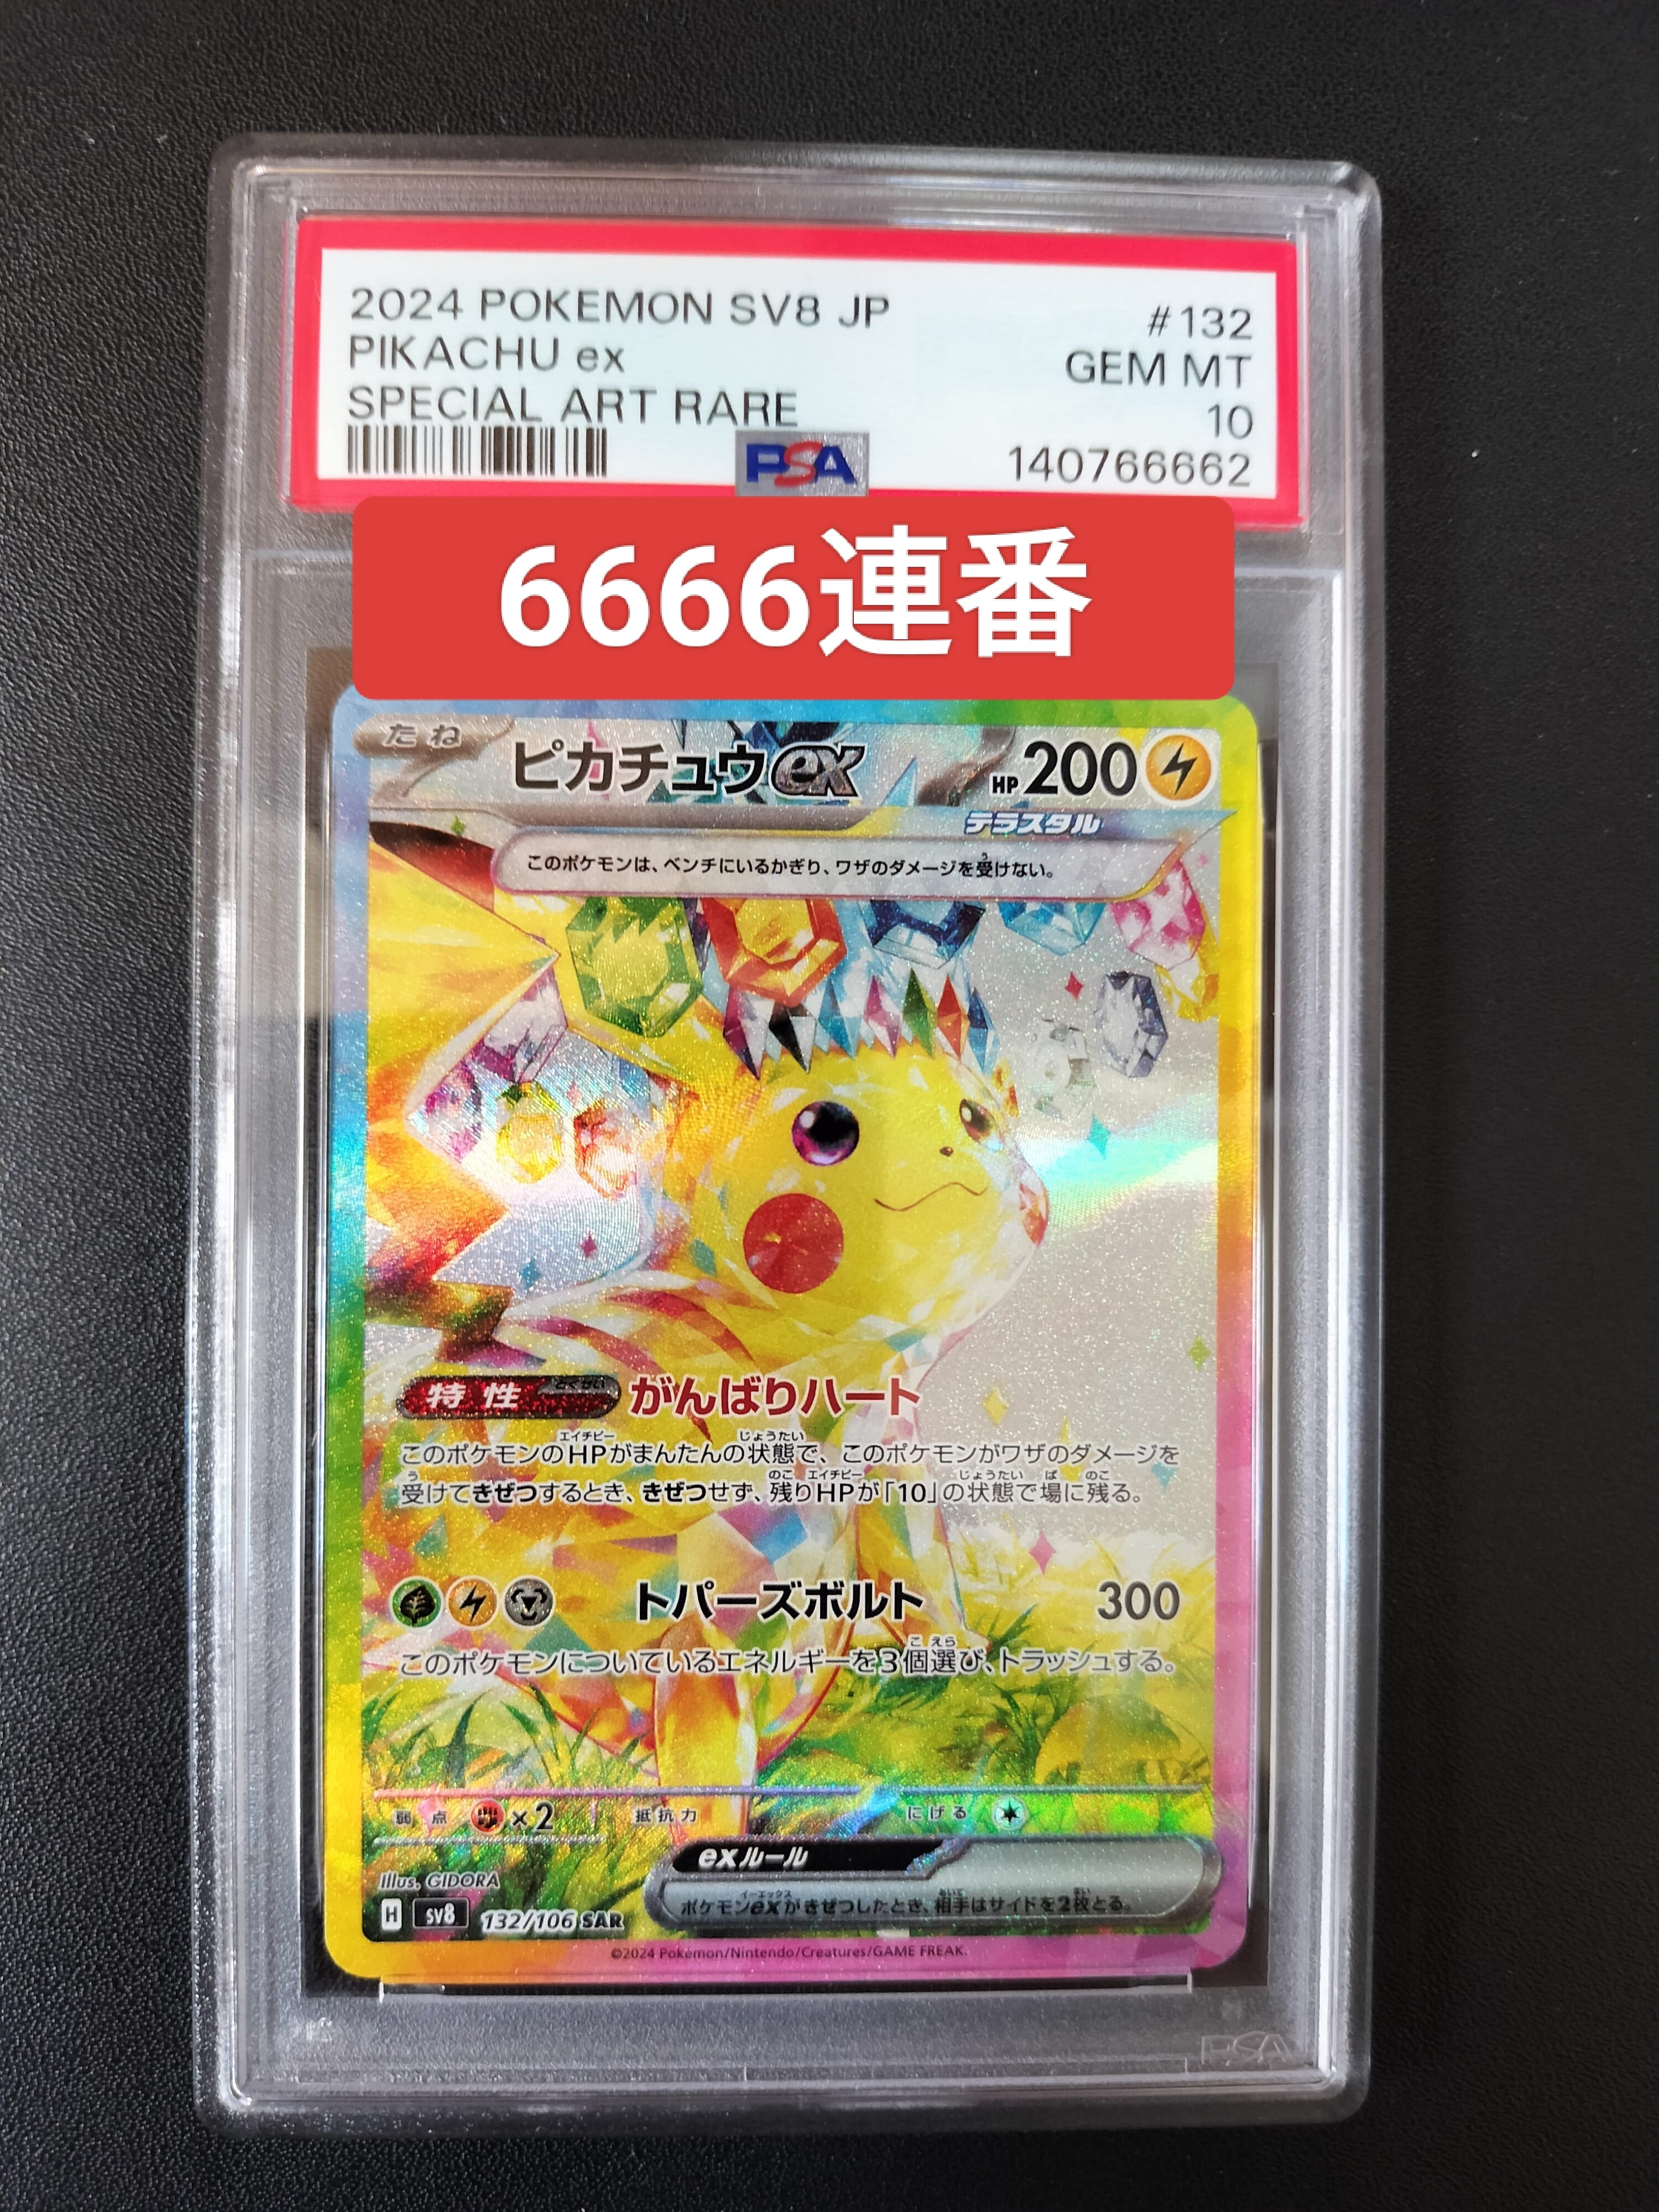 2024 POKEMON SV8 JP #132
PIKACHU ex GEM MT
SPECIAL ART RARE 10
PSA 140766662
6666連番
たね ピカチュウex HP200
テラスタル
このポケモンは、ベンチにいるかぎり、ワザのダメージを受けない。
特性 がんばりハート
このポケモンのHPがまんたんの状態で、このポケモンがワザのダメージを
受けてきぜつするとき、きぜつせず、残りHPが「10」の状態で場に残る。
トパーズボルト 300
このポケモンについているエネルギーを3個選び、トラッシュする。
弱点 ×2 抵抗力 にげる
exルール
ポケモンexがきぜつしたとき、相手はサイドを2枚とる。
Illus. GIDORA
H SV8 132/106 SAR
©2024 Pokémon/Nintendo/Creatures/GAME FREAK.
PSA